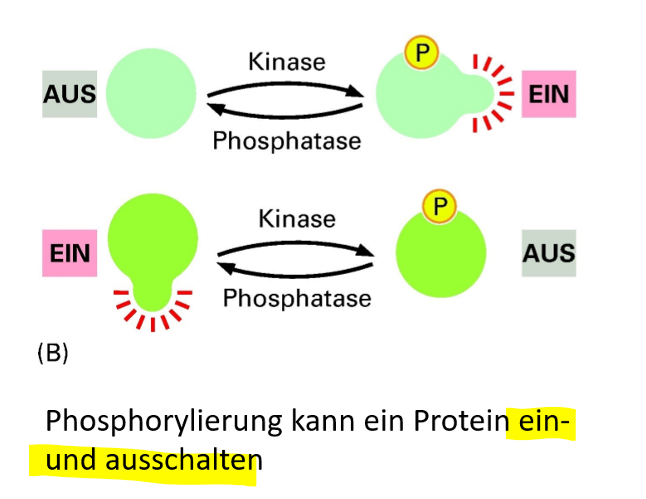 Kinase
P
AUS
EIN
Phosphatase
Kinase
P
EIN
AUS
Phosphatase
(B)
Phosphorylierung kann ein Protein ein-
und ausschalten